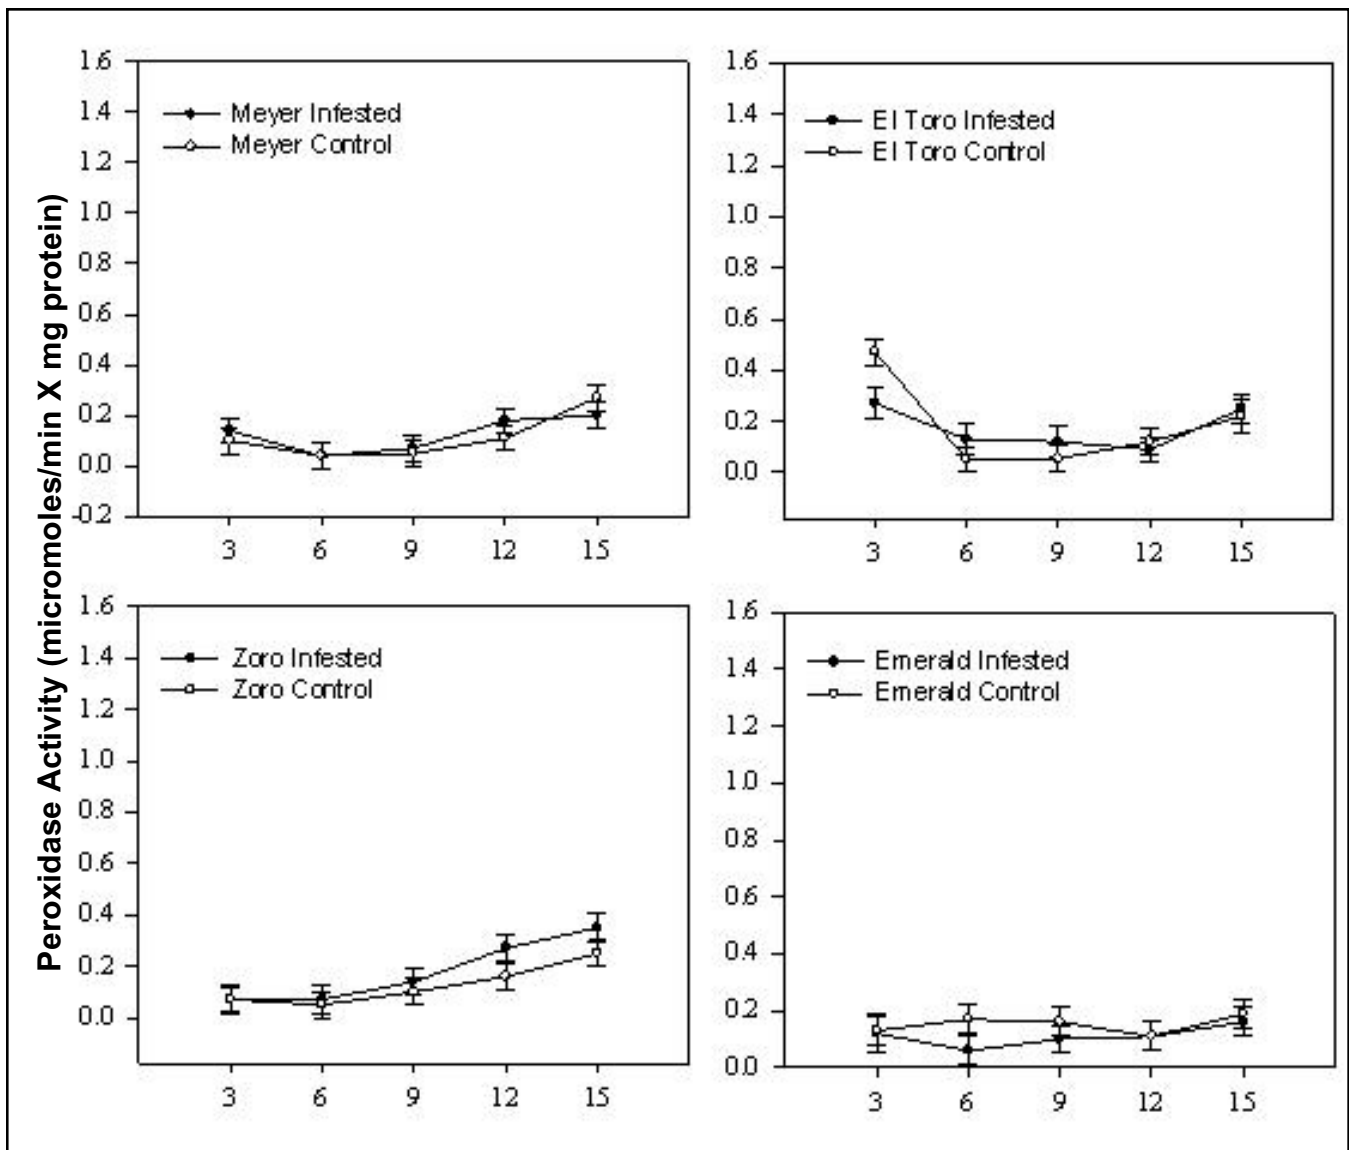 Peroxidase Activity (micromoles/min X mg protein)
1.6
1.4
1.2
1.0
0.8
0.6
0.4
0.2
0.0
-0.2
Meyer Infested
Meyer Control
3 6 9 12 15
1.6
1.4
1.2
1.0
0.8
0.6
0.4
0.2
0.0
El Toro Infested
El Toro Control
3 6 9 12 15
1.6
1.4
1.2
1.0
0.8
0.6
0.4
0.2
0.0
Zoro Infested
Zoro Control
3 6 9 12 15
1.6
1.4
1.2
1.0
0.8
0.6
0.4
0.2
0.0
Emerald Infested
Emerald Control
3 6 9 12 15